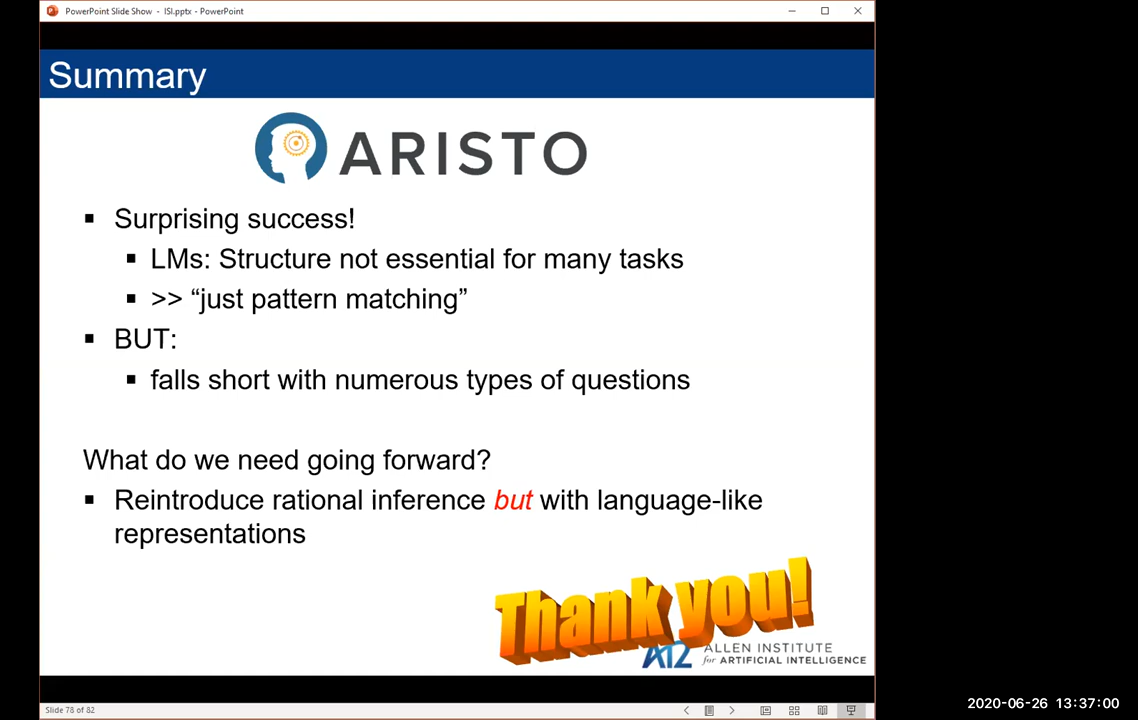 PowerPoint Slide Show - ISI.pptx - PowerPoint
Summary
ARISTO
▪ Surprising success!
▪ LMs: Structure not essential for many tasks
▪ >> “just pattern matching”
▪ BUT:
▪ falls short with numerous types of questions
What do we need going forward?
▪ Reintroduce rational inference but with language-like
representations
Thank you!
AI2 ALLEN INSTITUTE
for ARTIFICIAL INTELLIGENCE
Slide 78 of 82
2020-06-26 13:37:00